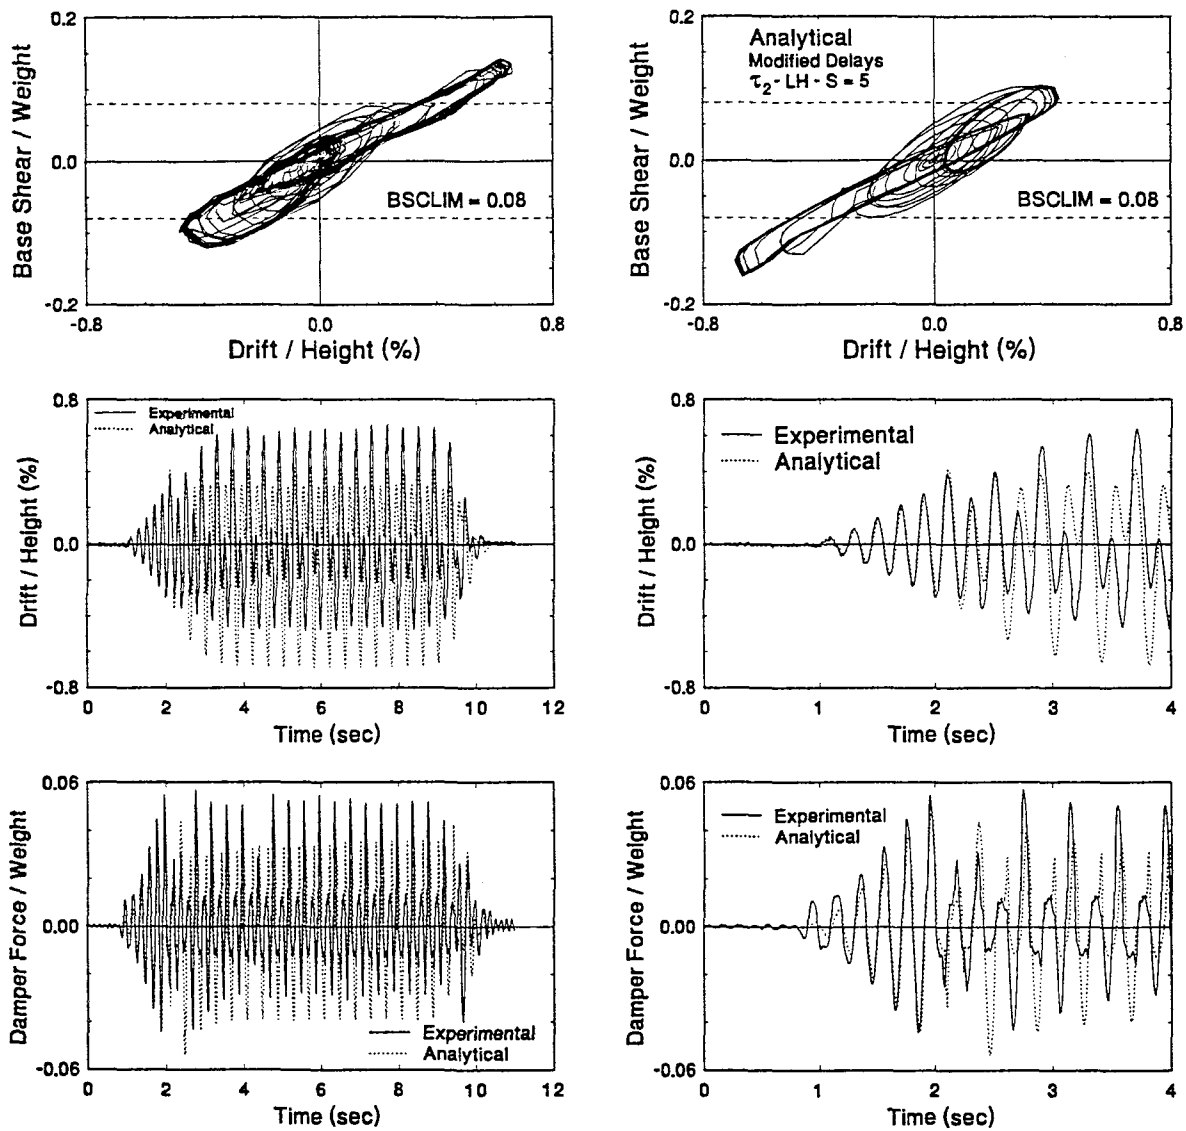 0.2
Base Shear / Weight
0.0
-0.2
BSCLIM = 0.08
-0.8
0.0
0.8
Drift / Height (%)
0.2
Base Shear / Weight
0.0
-0.2
Analytical
Modified Delays
τ2 - LH - S = 5
BSCLIM = 0.08
-0.8
0.0
0.8
Drift / Height (%)
0.8
Drift / Height (%)
0.0
-0.8
Experimental
Analytical
0 2 4 6 8 10 12
Time (sec)
0.8
Drift / Height (%)
0.0
-0.8
Experimental
Analytical
0 1 2 3 4
Time (sec)
0.06
Damper Force / Weight
0.00
-0.06
Experimental
Analytical
0 2 4 6 8 10 12
Time (sec)
0.06
Damper Force / Weight
0.00
-0.06
Experimental
Analytical
0 1 2 3 4
Time (sec)